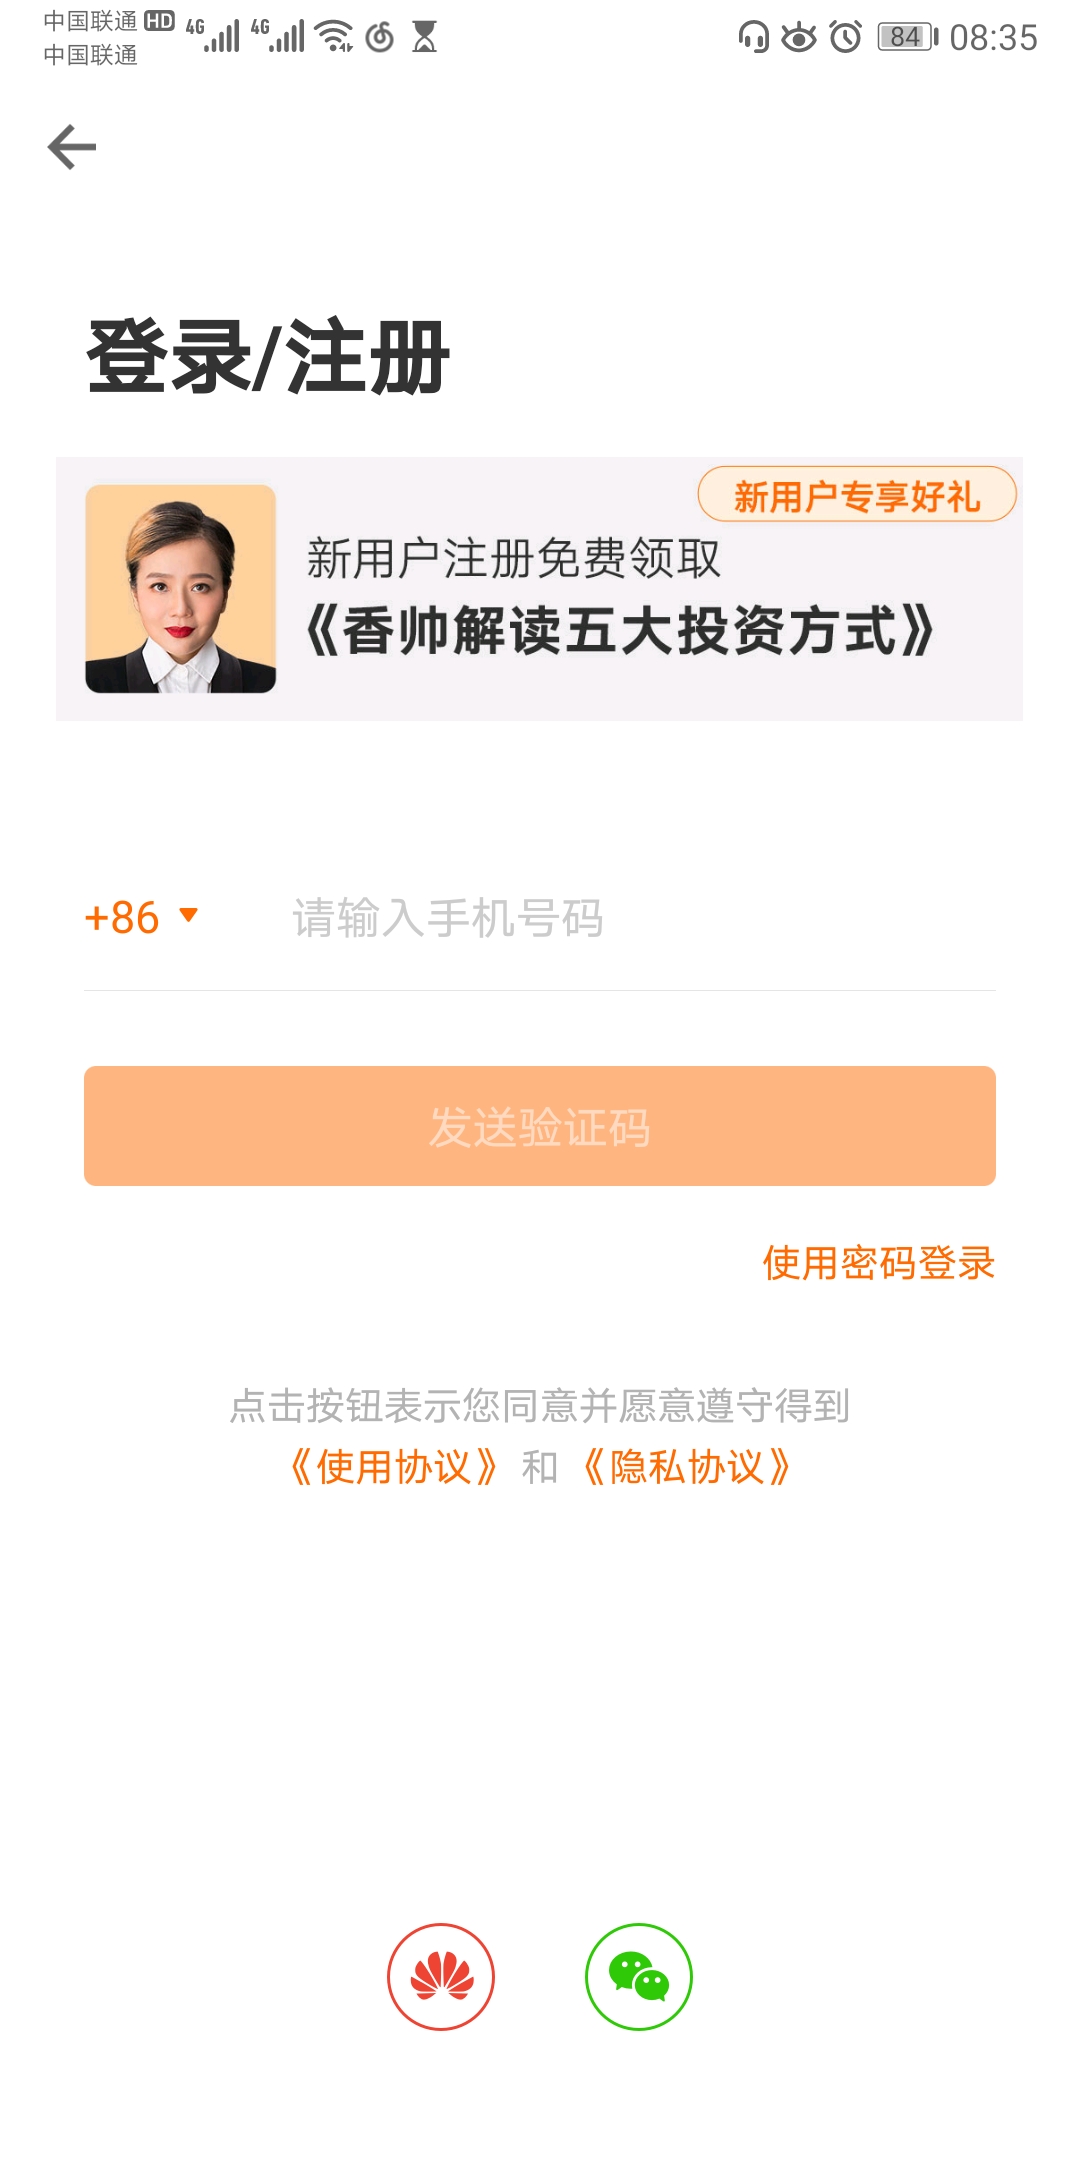 中国联通 HD 4G 4G 84 08:35
中国联通
登录/注册
新用户专享好礼
新用户注册免费领取
《香帅解读五大投资方式》
+86 请输入手机号码
发送验证码
使用密码登录
点击按钮表示您同意并愿意遵守得到
《使用协议》 和 《隐私协议》